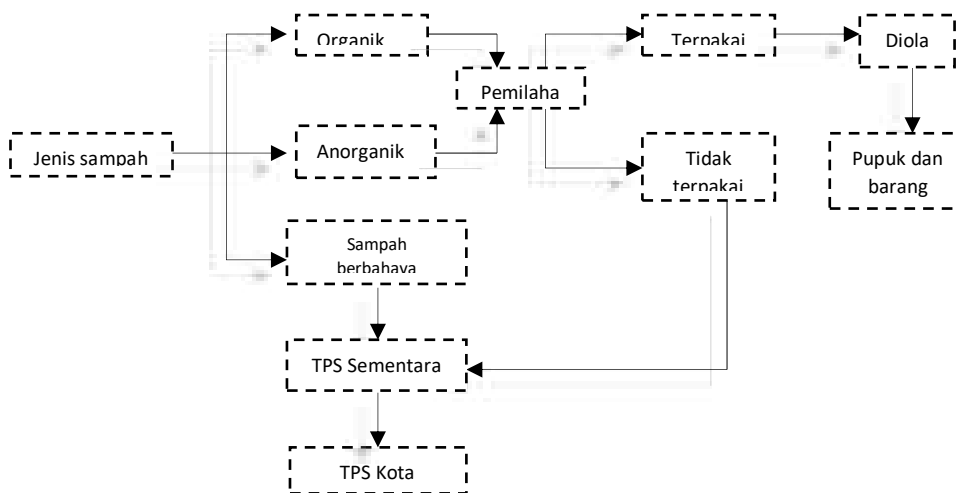 Organik
Terpakai
Diola
Pemilaha
Jenis sampah
Anorganik
Tidak
terpakai
Pupuk dan
barang
Sampah
berbahaya
TPS Sementara
TPS Kota